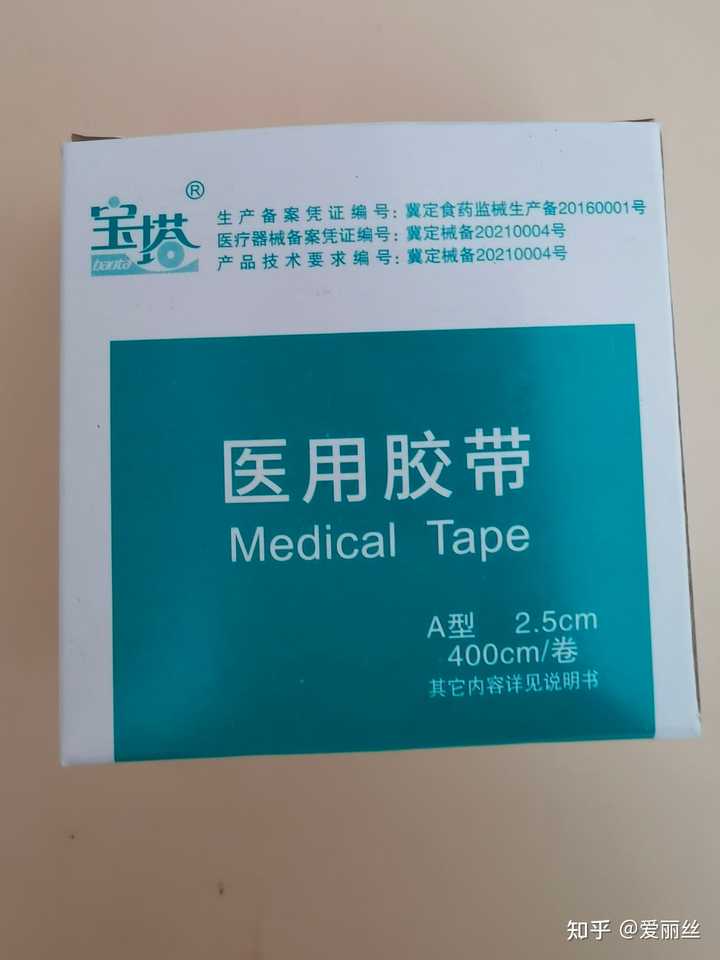 宝塔®
baota
生产备案凭证编号：冀定食药监械生产备20160001号
医疗器械备案凭证编号：冀定械备20210004号
产品技术要求编号：冀定械备20210004号
医用胶带
Medical Tape
A型 2.5cm
400cm/卷
其它内容详见说明书
知乎 @爱丽丝